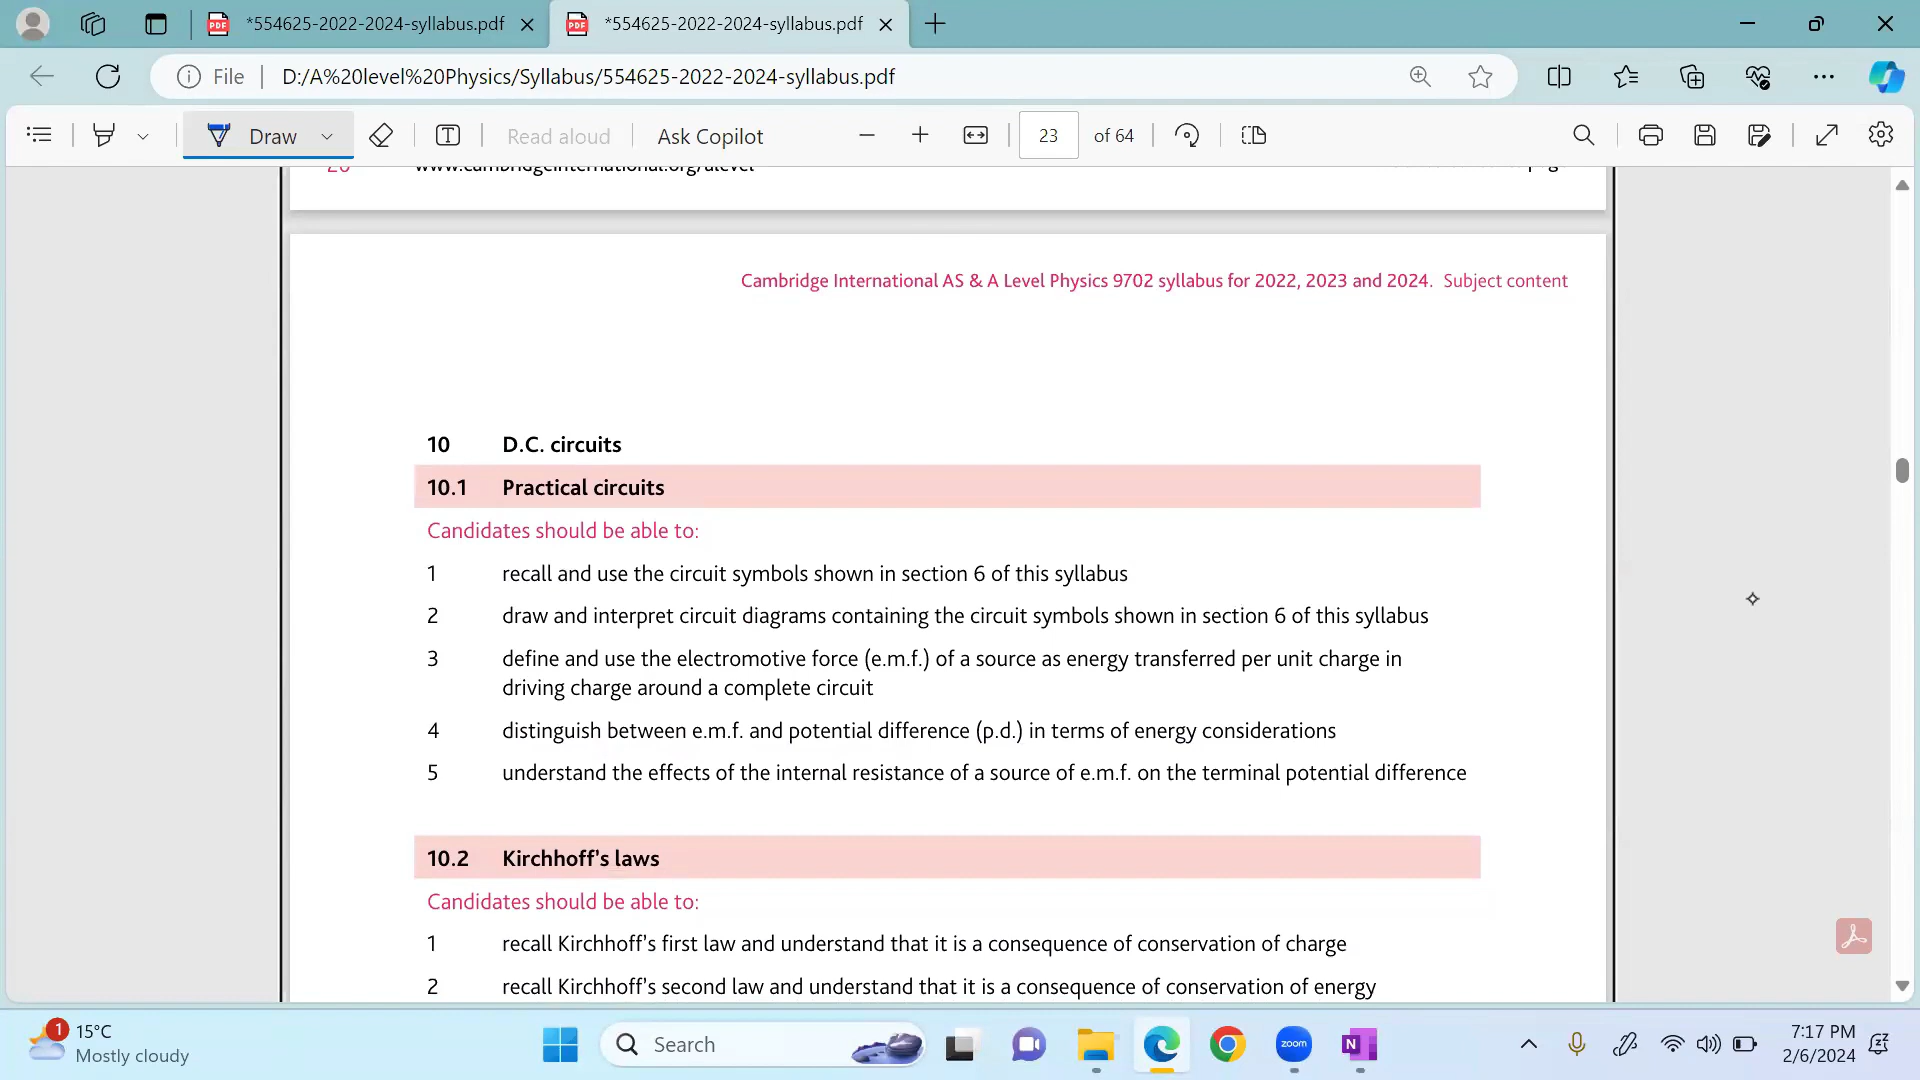 *554625-2022-2024-syllabus.pdf
*554625-2022-2024-syllabus.pdf
File
D:/A%20level%20Physics/Syllabus/554625-2022-2024-syllabus.pdf
Draw
Read aloud
Ask Copilot
23
of 64
www.cambridgeinternational.org/alevel
Cambridge International AS & A Level Physics 9702 syllabus for 2022, 2023 and 2024. Subject content
10 D.C. circuits
10.1 Practical circuits
Candidates should be able to:
1 recall and use the circuit symbols shown in section 6 of this syllabus
2 draw and interpret circuit diagrams containing the circuit symbols shown in section 6 of this syllabus
3 define and use the electromotive force (e.m.f.) of a source as energy transferred per unit charge in
driving charge around a complete circuit
4 distinguish between e.m.f. and potential difference (p.d.) in terms of energy considerations
5 understand the effects of the internal resistance of a source of e.m.f. on the terminal potential difference
10.2 Kirchhoff's laws
Candidates should be able to:
1 recall Kirchhoff's first law and understand that it is a consequence of conservation of charge
2 recall Kirchhoff's second law and understand that it is a consequence of conservation of energy
1
15°C
Mostly cloudy
Search
zoom
N
7:17 PM
2/6/2024